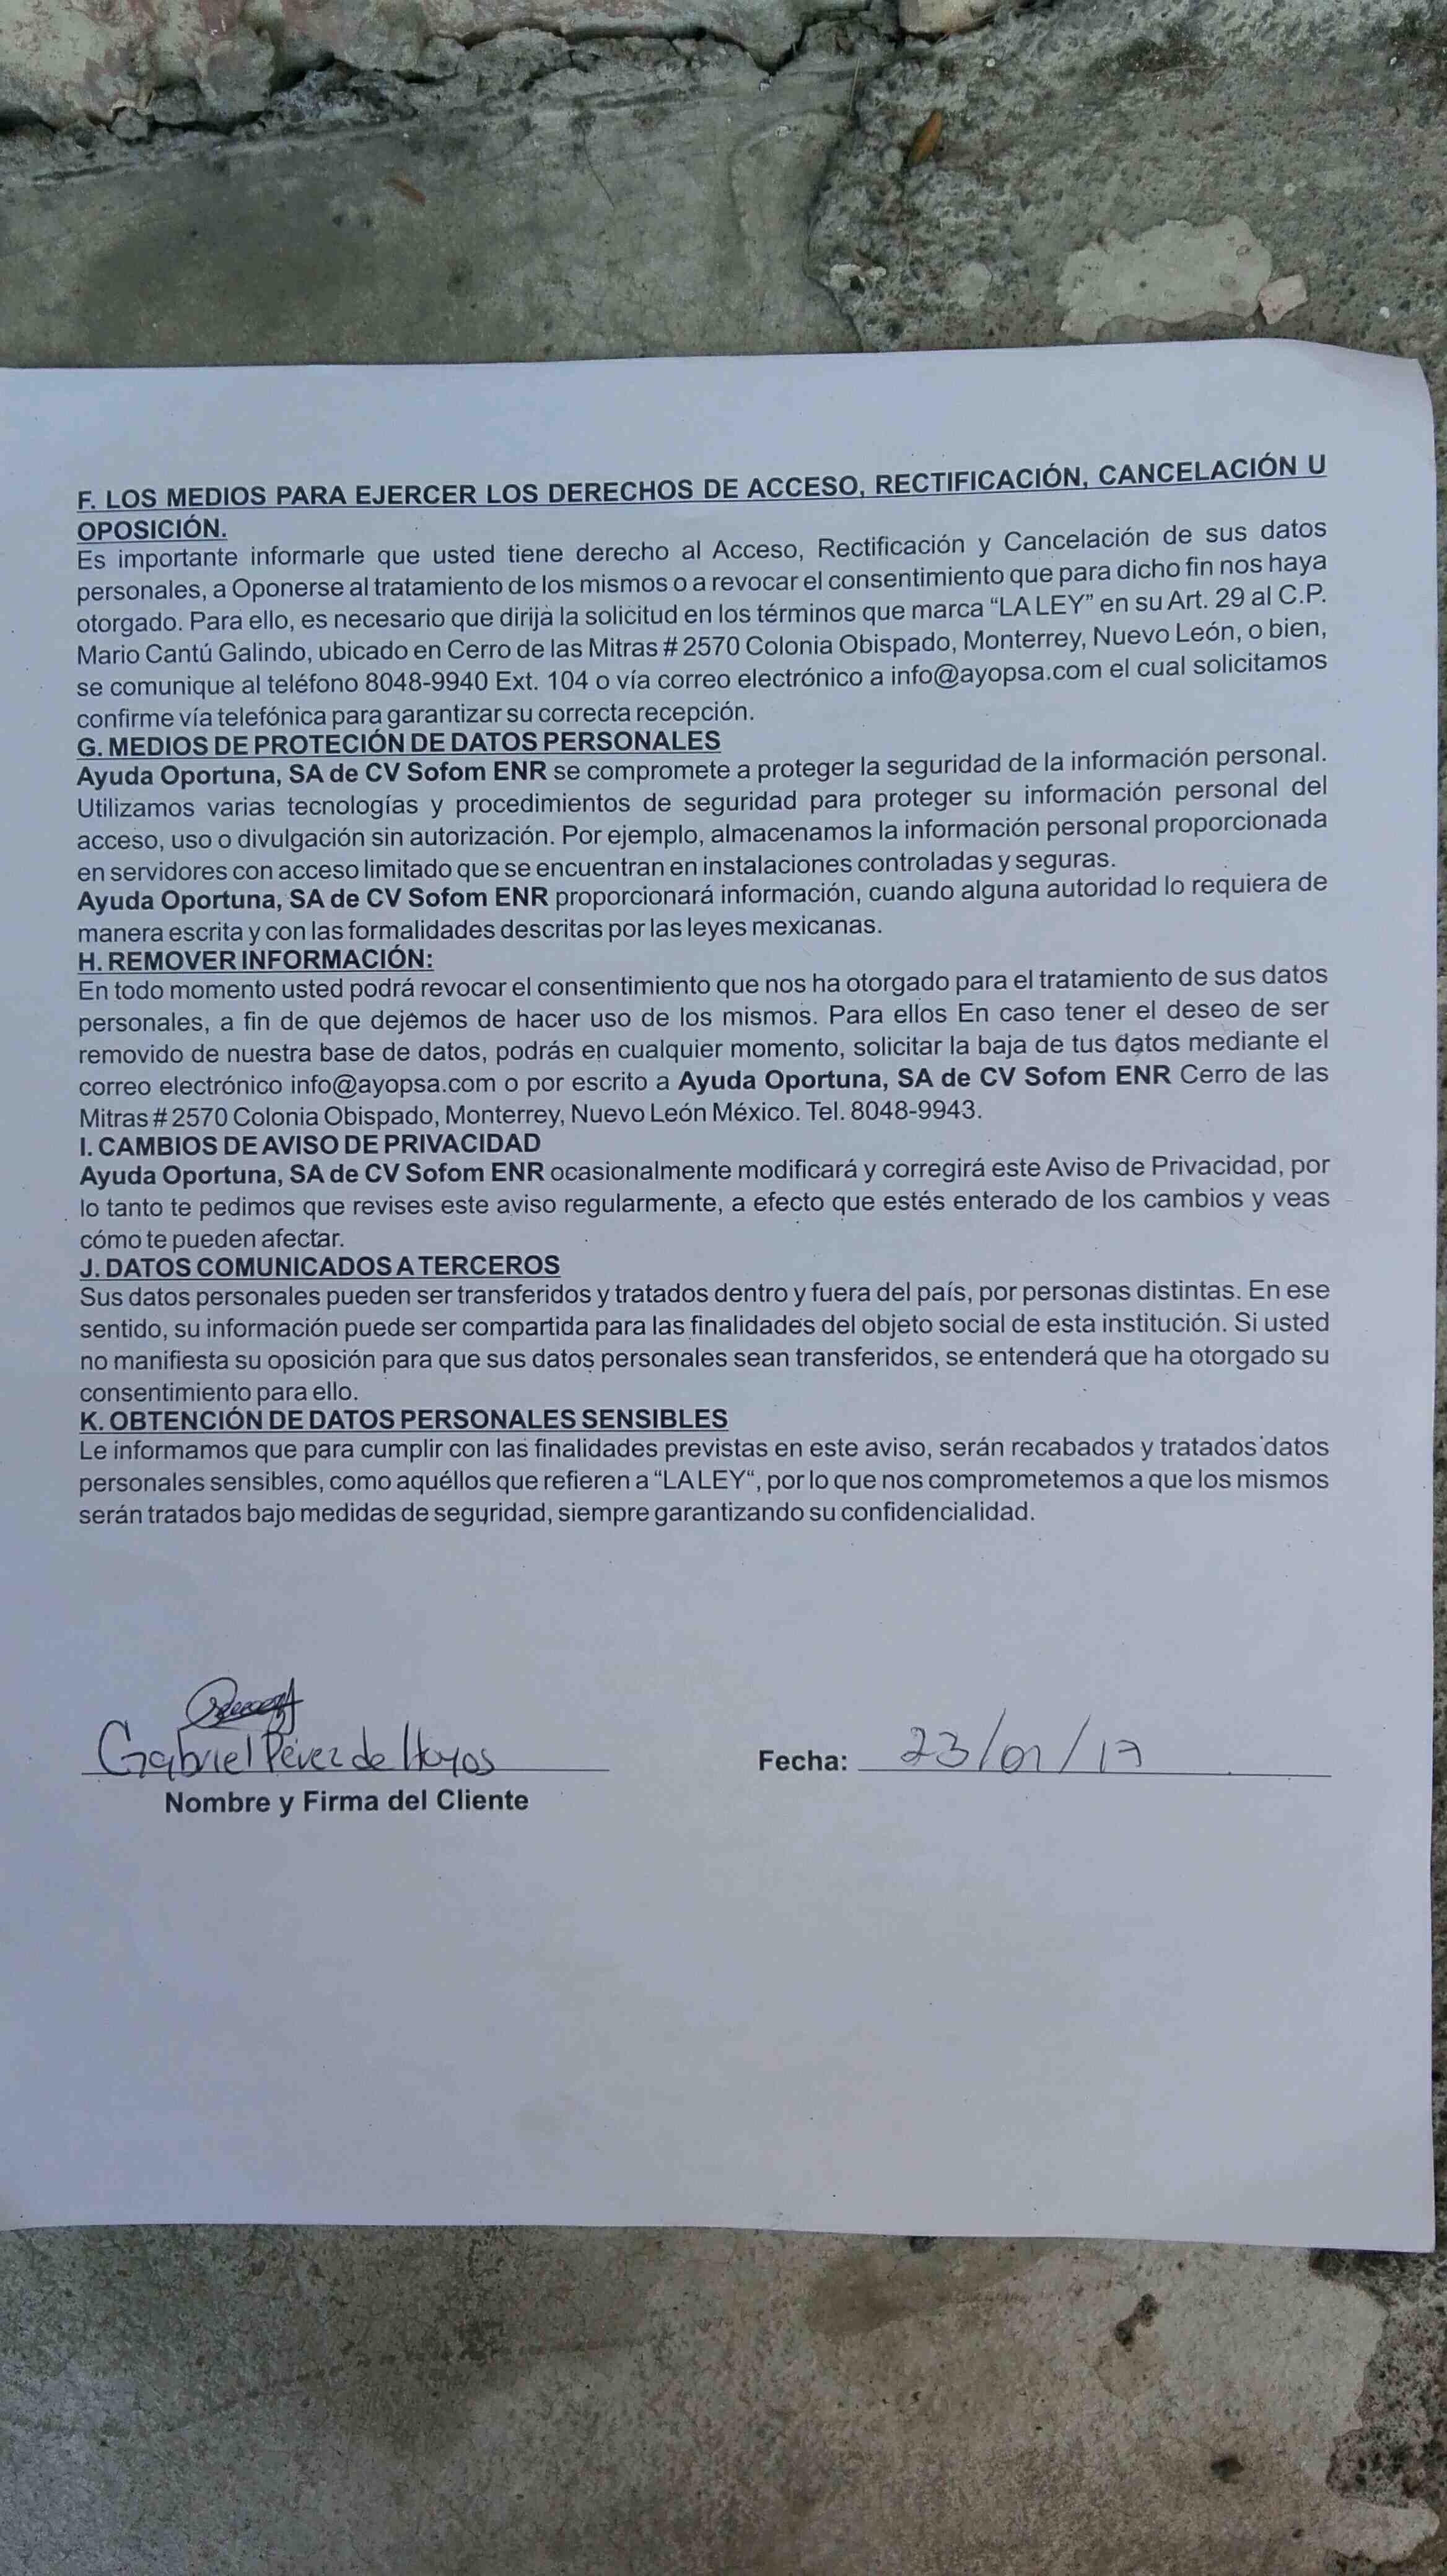 F. LOS MEDIOS PARA EJERCER LOS DERECHOS DE ACCESO, RECTIFICACIÓN, CANCELACIÓN U
OPOSICIÓN.
Es importante informarle que usted tiene derecho al Acceso, Rectificación y Cancelación de sus datos
personales, a Oponerse al tratamiento de los mismos o a revocar el consentimiento que para dicho fin nos haya
otorgado. Para ello, es necesario que dirija la solicitud en los términos que marca “LA LEY” en su Art. 29 al C.P.
Mario Cantú Galindo, ubicado en Cerro de las Mitras # 2570 Colonia Obispado, Monterrey, Nuevo León, o bien,
se comunique al teléfono 8048-9940 Ext. 104 o vía correo electrónico a info@ayopsa.com el cual solicitamos
confirme vía telefónica para garantizar su correcta recepción.
G. MEDIOS DE PROTECIÓN DE DATOS PERSONALES
Ayuda Oportuna, SA de CV Sofom ENR se compromete a proteger la seguridad de la información personal.
Utilizamos varias tecnologías y procedimientos de seguridad para proteger su información personal del
acceso, uso o divulgación sin autorización. Por ejemplo, almacenamos la información personal proporcionada
en servidores con acceso limitado que se encuentran en instalaciones controladas y seguras.
Ayuda Oportuna, SA de CV Sofom ENR proporcionará información, cuando alguna autoridad lo requiera de
manera escrita y con las formalidades descritas por las leyes mexicanas.
H. REMOVER INFORMACIÓN:
En todo momento usted podrá revocar el consentimiento que nos ha otorgado para el tratamiento de sus datos
personales, a fin de que dejémos de hacer uso de los mismos. Para ellos En caso tener el deseo de ser
removido de nuestra base de datos, podrás en cualquier momento, solicitar la baja de tus datos mediante el
correo electrónico info@ayopsa.com o por escrito a Ayuda Oportuna, SA de CV Sofom ENR Cerro de las
Mitras # 2570 Colonia Obispado, Monterrey, Nuevo León México. Tel. 8048-9943.
I. CAMBIOS DE AVISO DE PRIVACIDAD
Ayuda Oportuna, SA de CV Sofom ENR ocasionalmente modificará y corregirá este Aviso de Privacidad, por
lo tanto te pedimos que revises este aviso regularmente, a efecto que estés enterado de los cambios y veas
cómo te pueden afectar.
J. DATOS COMUNICADOS A TERCEROS
Sus datos personales pueden ser transferidos y tratados dentro y fuera del país, por personas distintas. En ese
sentido, su información puede ser compartida para las finalidades del objeto social de esta institución. Si usted
no manifiesta su oposición para que sus datos personales sean transferidos, se entenderá que ha otorgado su
consentimiento para ello.
K. OBTENCIÓN DE DATOS PERSONALES SENSIBLES
Le informamos que para cumplir con las finalidades previstas en este aviso, serán recabados y tratados datos
personales sensibles, como aquéllos que refieren a “LA LEY“, por lo que nos comprometemos a que los mismos
serán tratados bajo medidas de seguridad, siempre garantizando su confidencialidad.
Gabriel Pérez de Hoyos
Fecha: 23/01/17
Nombre y Firma del Cliente